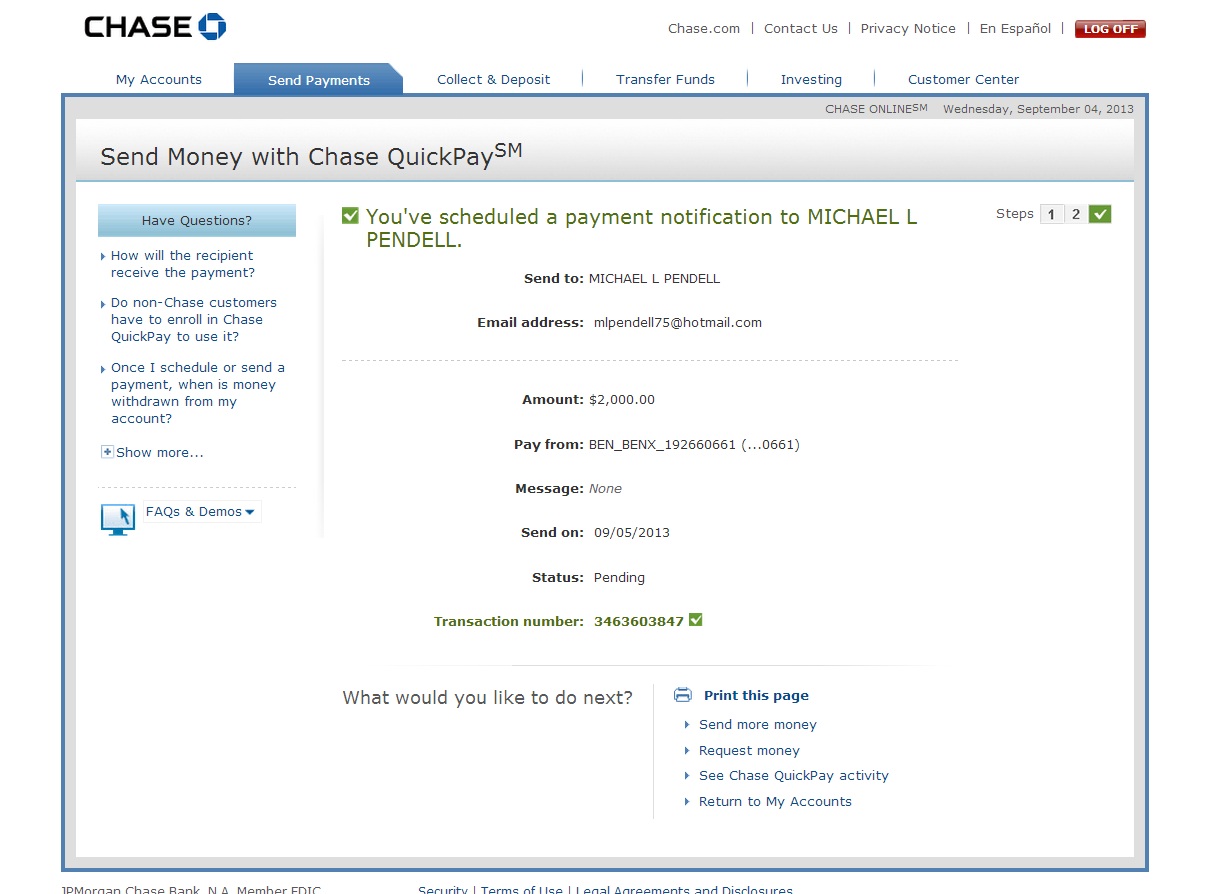 CHASE
Chase.com | Contact Us | Privacy Notice | En Español | LOG OFF
My Accounts Send Payments Collect & Deposit Transfer Funds Investing Customer Center
CHASE ONLINE℠ Wednesday, September 04, 2013
Send Money with Chase QuickPay℠
Have Questions?
How will the recipient
receive the payment?
Do non-Chase customers
have to enroll in Chase
QuickPay to use it?
Once I schedule or send a
payment, when is money
withdrawn from my
account?
Show more...
FAQs & Demos
You've scheduled a payment notification to MICHAEL L
PENDELL.
Steps 1 2
Send to: MICHAEL L PENDELL
Email address: mlpendell75@hotmail.com
Amount: $2,000.00
Pay from: BEN_BENX_192660661 (...0661)
Message: None
Send on: 09/05/2013
Status: Pending
Transaction number: 3463603847
What would you like to do next?
Print this page
Send more money
Request money
See Chase QuickPay activity
Return to My Accounts
JPMorgan Chase Bank, N.A. Member FDIC
Security | Terms of Use | Legal Agreements and Disclosures